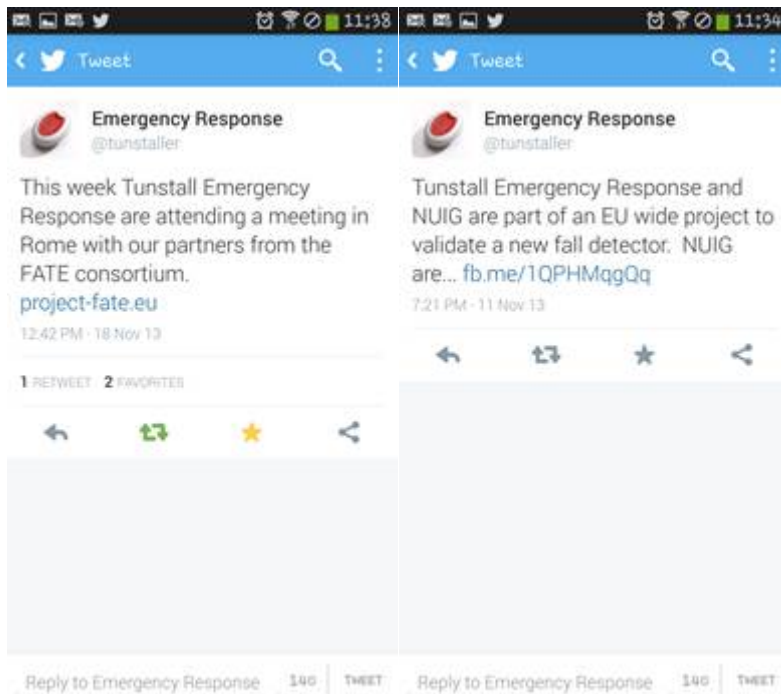 11:38
Tweet
Emergency Response
@tunstaller
This week Tunstall Emergency
Response are attending a meeting in
Rome with our partners from the
FATE consortium.
project-fate.eu
12:42 PM · 18 Nov 13
1 RETWEET 2 FAVORITES
Reply to Emergency Response 140 TWEET
11:34
Tweet
Emergency Response
@tunstaller
Tunstall Emergency Response and
NUIG are part of an EU wide project to
validate a new fall detector. NUIG
are... fb.me/1QPHMqgQq
7:21 PM · 11 Nov 13
Reply to Emergency Response 140 TWEET